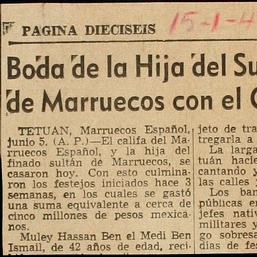 PAGINA DIECISEIS
15-1-4
Boda de la Hija del Su
de Marruecos con el
TETUAN, Marruecos Español,
junio 5. (A. P.)—El califa del Ma-
rruecos Español, y la hija del
finado sultán de Marruecos, se
casaron hoy. Con esto culmina-
ron los festejos iniciados hace 3
semanas, en los cuales se gastó
una suma equivalente a cerca de
cinco millones de pesos mexica-
nos.
Muley Hassan Ben el Medi Ben
Ismail, de 42 años de edad, reci-
jeto de tra
tregarla a
La larga
tuán hacie
cantando y
las calles
Los ban
públicas en
jefes nativ
militares y
go sobresa
de días fes